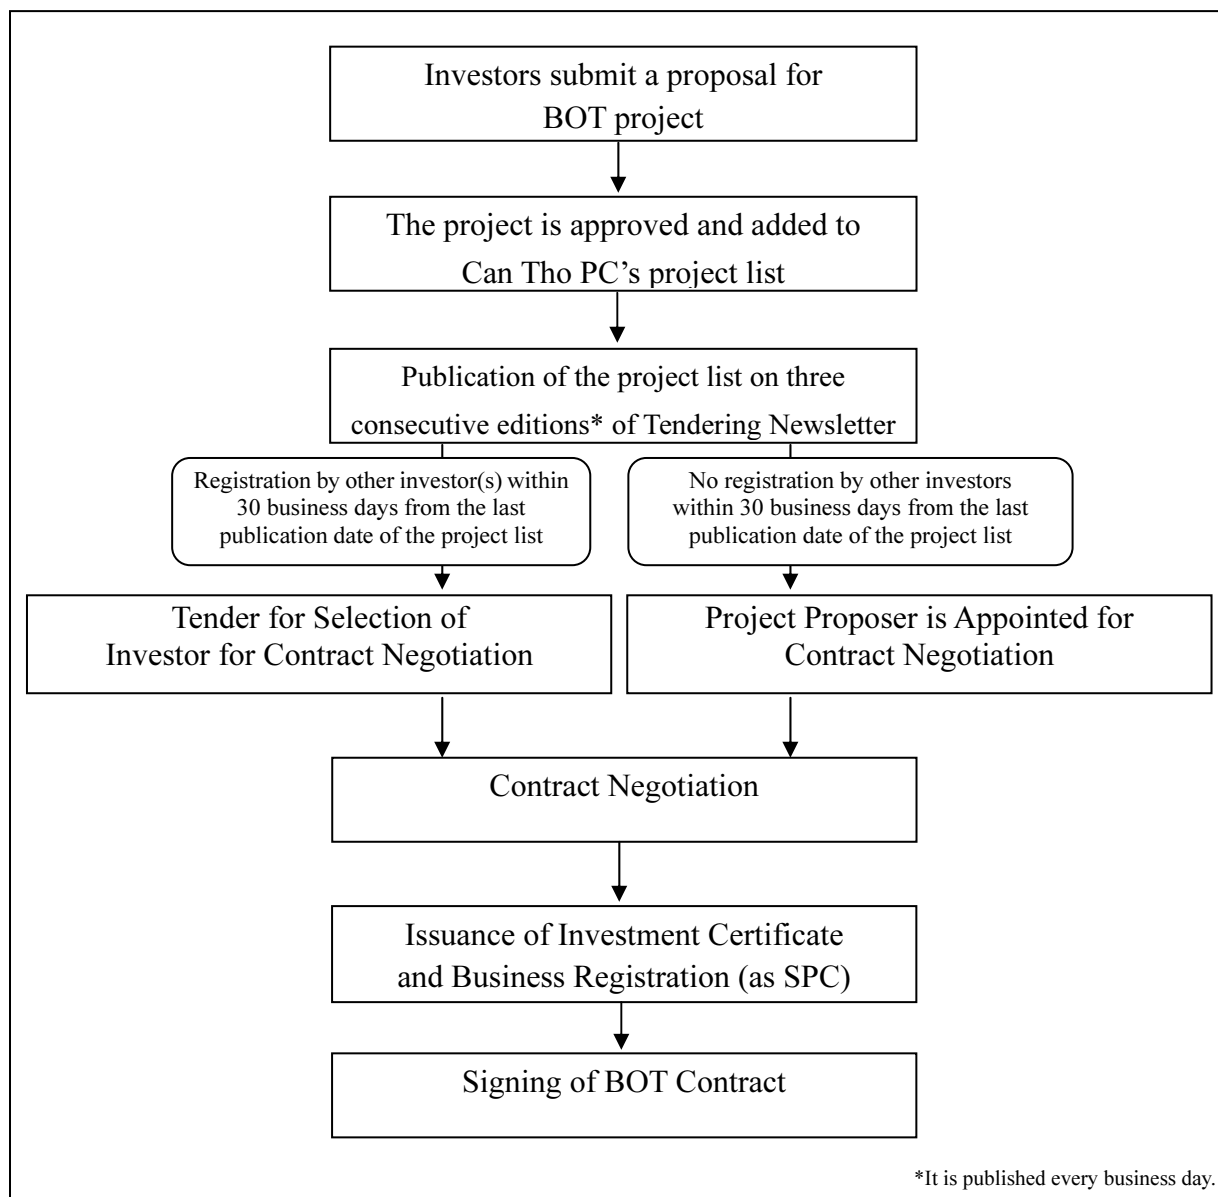 Investors submit a proposal for
BOT project
The project is approved and added to
Can Tho PC's project list
Publication of the project list on three
consecutive editions* of Tendering Newsletter
Registration by other investor(s) within
30 business days from the last
publication date of the project list
No registration by other investors
within 30 business days from the last
publication date of the project list
Tender for Selection of
Investor for Contract Negotiation
Project Proposer is Appointed for
Contract Negotiation
Contract Negotiation
Issuance of Investment Certificate
and Business Registration (as SPC)
Signing of BOT Contract
*It is published every business day.